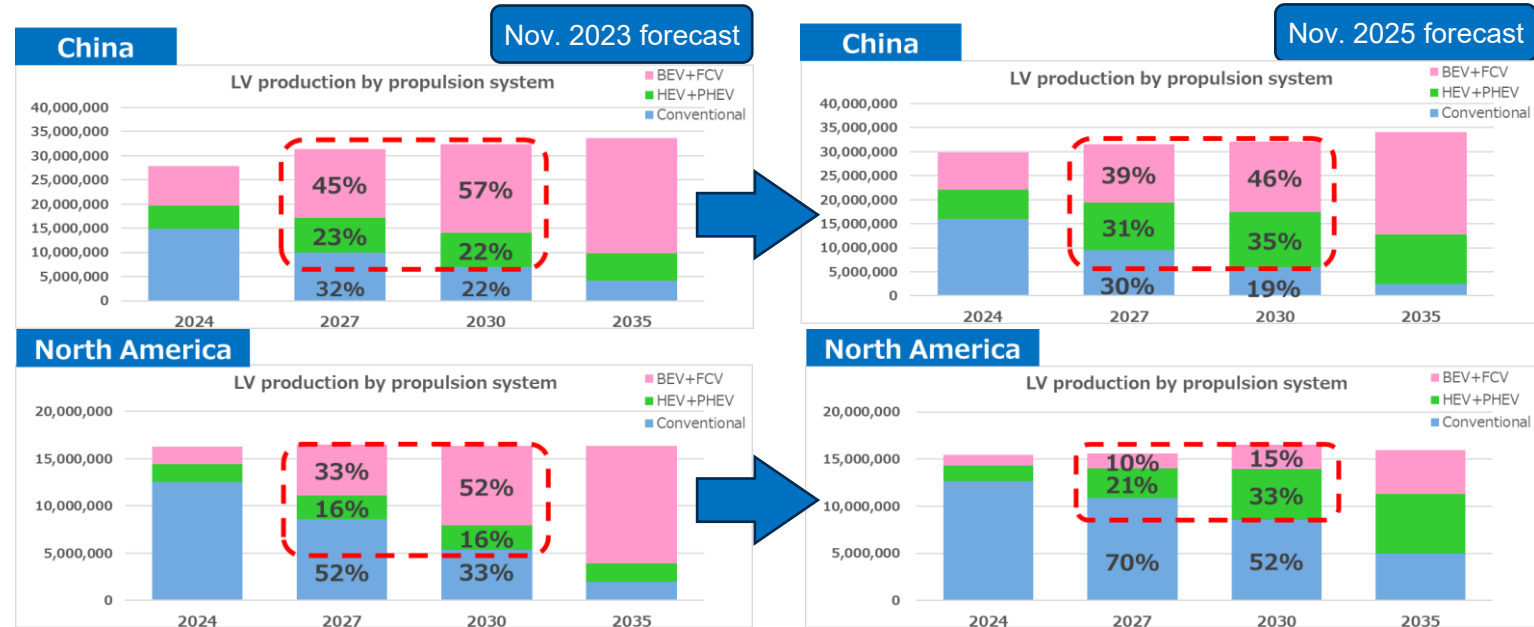 Nov. 2023 forecast
China
LV production by propulsion system
BEV+FCV
HEV+PHEV
Conventional
40,000,000
35,000,000
30,000,000
25,000,000
20,000,000
15,000,000
10,000,000
5,000,000
0
45%
57%
23%
22%
32%
22%
2024 2027 2030 2035
Nov. 2025 forecast
China
LV production by propulsion system
BEV+FCV
HEV+PHEV
Conventional
40,000,000
35,000,000
30,000,000
25,000,000
20,000,000
15,000,000
10,000,000
5,000,000
0
39%
46%
31%
35%
30%
19%
2024 2027 2030 2035
North America
LV production by propulsion system
BEV+FCV
HEV+PHEV
Conventional
20,000,000
15,000,000
10,000,000
5,000,000
0
33%
52%
16%
16%
52%
33%
2024 2027 2030 2035
North America
LV production by propulsion system
BEV+FCV
HEV+PHEV
Conventional
20,000,000
15,000,000
10,000,000
5,000,000
0
10%
15%
21%
33%
70%
52%
2024 2027 2030 2035